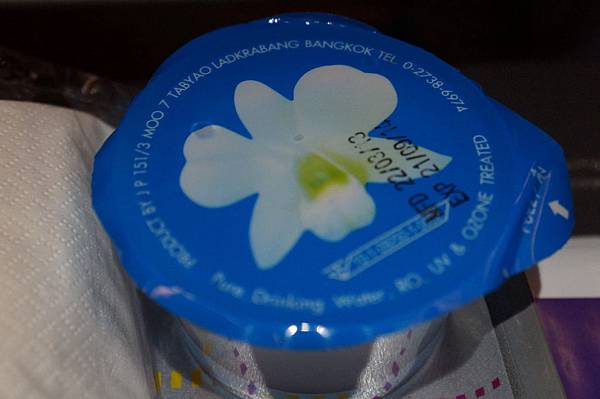 PRODUCT BY J P 151/3 MOO 7 TABYAO LADKRABANG BANGKOK TEL. 0-2738-6974
MFD 22/03/13
EXP 21/09/14
PULL
Pure Drinking Water, RO, UV & OZONE TREATED